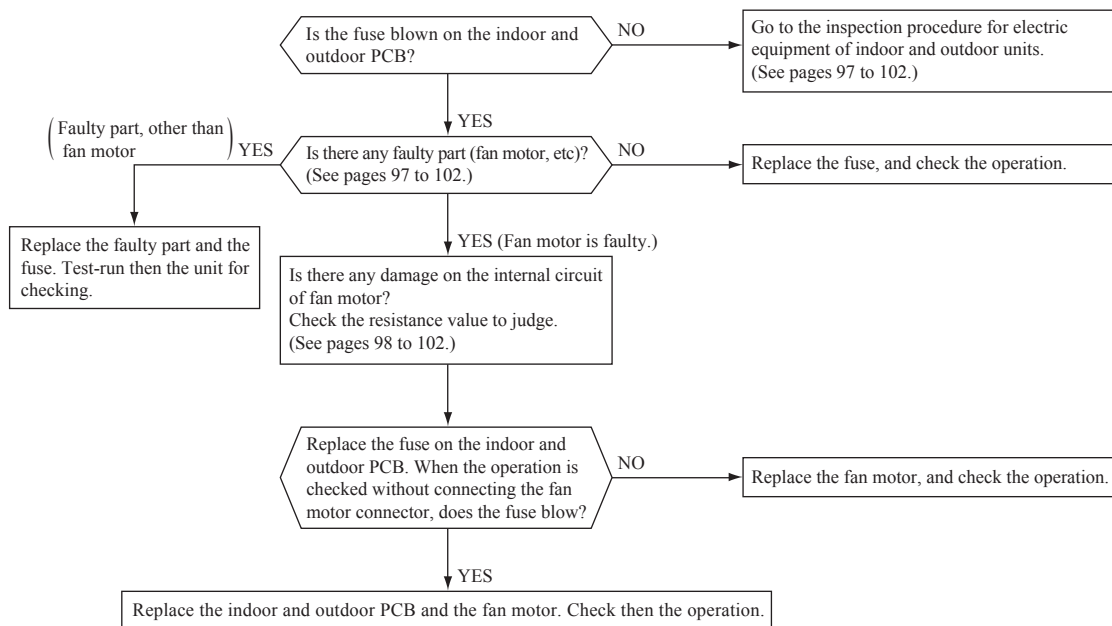 Is the fuse blown on the indoor and
outdoor PCB?
NO
Go to the inspection procedure for electric
equipment of indoor and outdoor units.
(See pages 97 to 102.)
YES
(Faulty part, other than
fan motor)
YES
Is there any faulty part (fan motor, etc)?
(See pages 97 to 102.)
NO
Replace the fuse, and check the operation.
Replace the faulty part and the
fuse. Test-run then the unit for
checking.
YES (Fan motor is faulty.)
Is there any damage on the internal circuit
of fan motor?
Check the resistance value to judge.
(See pages 98 to 102.)
Replace the fuse on the indoor and
outdoor PCB. When the operation is
checked without connecting the fan
motor connector, does the fuse blow?
NO
Replace the fan motor, and check the operation.
YES
Replace the indoor and outdoor PCB and the fan motor. Check then the operation.